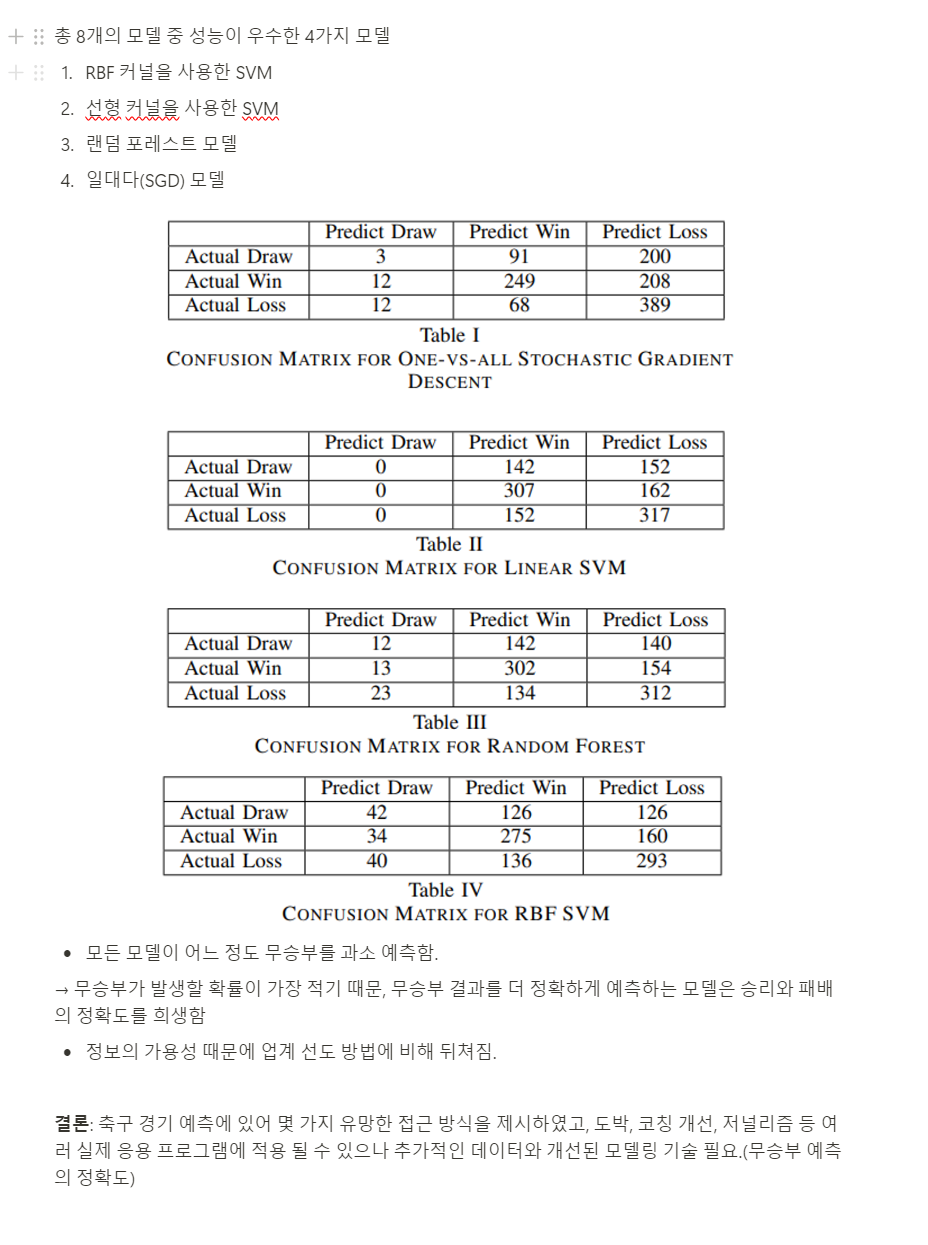 총 8개의 모델 중 성능이 우수한 4가지 모델
1. RBF 커널을 사용한 SVM
2. 선형 커널을 사용한 SVM
3. 랜덤 포레스트 모델
4. 일대다(SGD) 모델
Predict Draw Predict Win Predict Loss
Actual Draw 3 91 200
Actual Win 12 249 208
Actual Loss 12 68 389
Table I
CONFUSION MATRIX FOR ONE-VS-ALL STOCHASTIC GRADIENT
DESCENT
Predict Draw Predict Win Predict Loss
Actual Draw 0 142 152
Actual Win 0 307 162
Actual Loss 0 152 317
Table II
CONFUSION MATRIX FOR LINEAR SVM
Predict Draw Predict Win Predict Loss
Actual Draw 12 142 140
Actual Win 13 302 154
Actual Loss 23 134 312
Table III
CONFUSION MATRIX FOR RANDOM FOREST
Predict Draw Predict Win Predict Loss
Actual Draw 42 126 126
Actual Win 34 275 160
Actual Loss 40 136 293
Table IV
CONFUSION MATRIX FOR RBF SVM
• 모든 모델이 어느 정도 무승부를 과소 예측함.
→ 무승부가 발생할 확률이 가장 적기 때문, 무승부 결과를 더 정확하게 예측하는 모델은 승리와 패배
의 정확도를 희생함
• 정보의 가용성 때문에 업계 선도 방법에 비해 뒤쳐짐.
결론: 축구 경기 예측에 있어 몇 가지 유망한 접근 방식을 제시하였고, 도박, 코칭 개선, 저널리즘 등 여
러 실제 응용 프로그램에 적용 될 수 있으나 추가적인 데이터와 개선된 모델링 기술 필요.(무승부 예측
의 정확도)